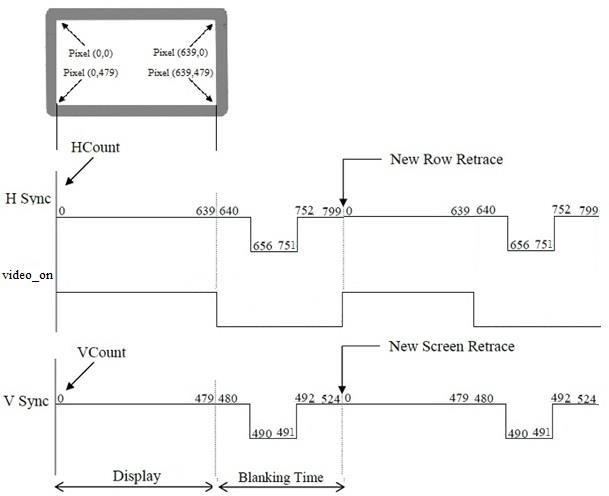 Pixel (0,0) Pixel (639,0)
Pixel (0,479) Pixel (639,479)
HCount
New Row Retrace
H Sync
0 639 640 752 799 0 639 640 752 799
656 751 656 751
video_on
VCount
New Screen Retrace
V Sync
0 479 480 492 524 0 479 480 492 524
490 491 490 491
Display Blanking Time